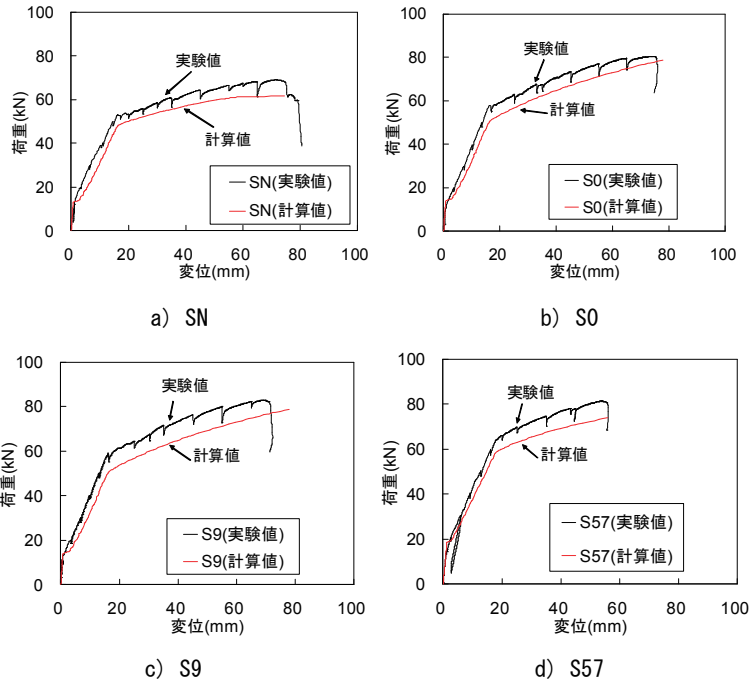 荷重(kN)
100
80
60
40
20
0
実験値
計算値
SN(実験値)
SN(計算値)
0 20 40 60 80 100
変位(mm)
a) SN
荷重(kN)
100
80
60
40
20
0
実験値
計算値
S0(実験値)
S0(計算値)
0 20 40 60 80 100
変位(mm)
b) S0
荷重(kN)
100
80
60
40
20
0
実験値
計算値
S9(実験値)
S9(計算値)
0 20 40 60 80 100
変位(mm)
c) S9
荷重(kN)
100
80
60
40
20
0
実験値
計算値
S57(実験値)
S57(計算値)
0 20 40 60 80 100
変位(mm)
d) S57